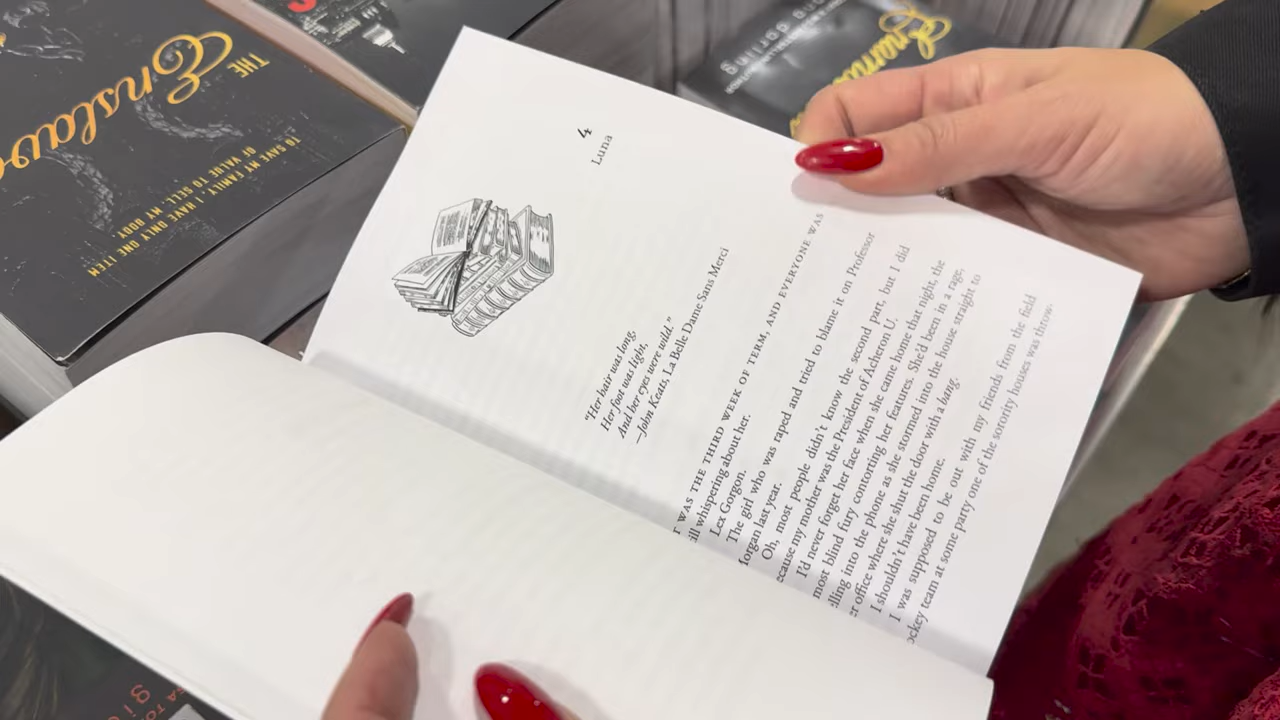 4
Luna
"Her hair was long,
Her foot was light,
And her eyes were wild."
—John Keats, La Belle Dame Sans Merci
WAS THE THIRD WEEK OF TERM, AND EVERYONE WAS
whispering about her.
Lex Gorgon.
The girl who was raped and tried to blame it on Professor
Morgan last year.
Oh, most people didn't know the second part, but I did
because my mother was the President of Acheron U.
I'd never forget her face when she came home that night, the
most blind fury contorting her features. She'd been in a rage,
elling into the phone as she stormed into the house straight to
er office where she shut the door with a bang.
I shouldn't have been home.
I was supposed to be out with my friends from the field
ockey team at some party one of the sorority houses was throw-
THE
Enslave
TO SAVE MY FAMILY, I HAVE ONLY ONE ITEM
OF VALUE TO SELL: MY BODY